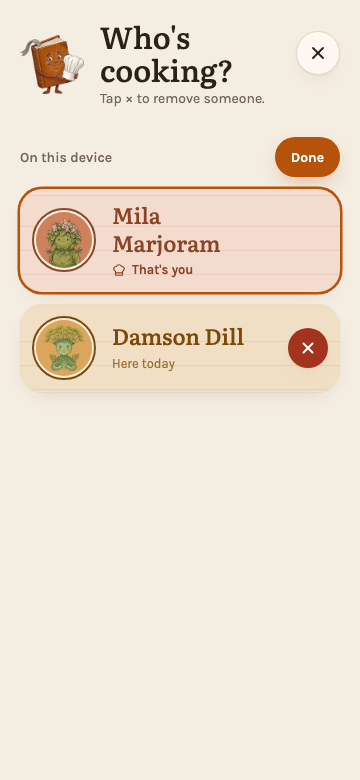 Who's
cooking?
Tap × to remove someone.
On this device
Done
Mila
Marjoram
That's you
Damson Dill
Here today